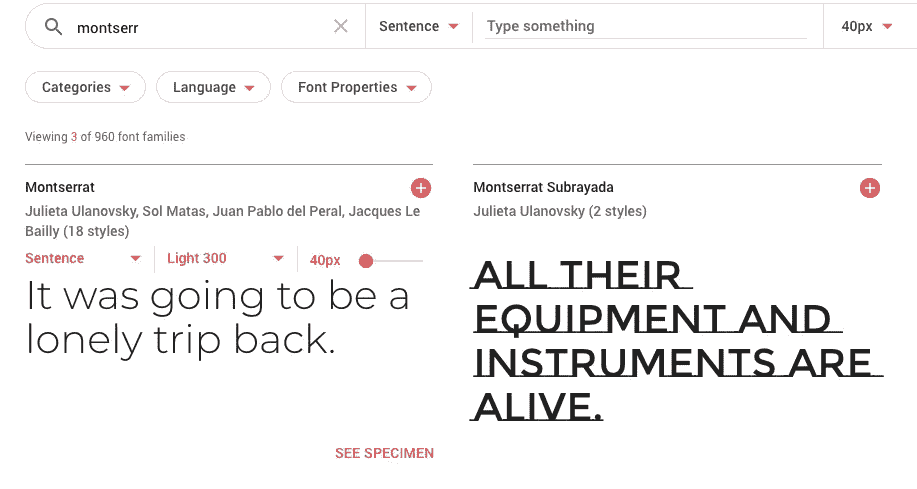 montserr
Sentence
Type something
40px
Categories
Language
Font Properties
Viewing 3 of 960 font families
Montserrat
Julieta Ulanovsky, Sol Matas, Juan Pablo del Peral, Jacques Le
Bailly (18 styles)
Sentence
Light 300
40px
It was going to be a
lonely trip back.
SEE SPECIMEN
Montserrat Subrayada
Julieta Ulanovsky (2 styles)
ALL THEIR
EQUIPMENT AND
INSTRUMENTS ARE
ALIVE.